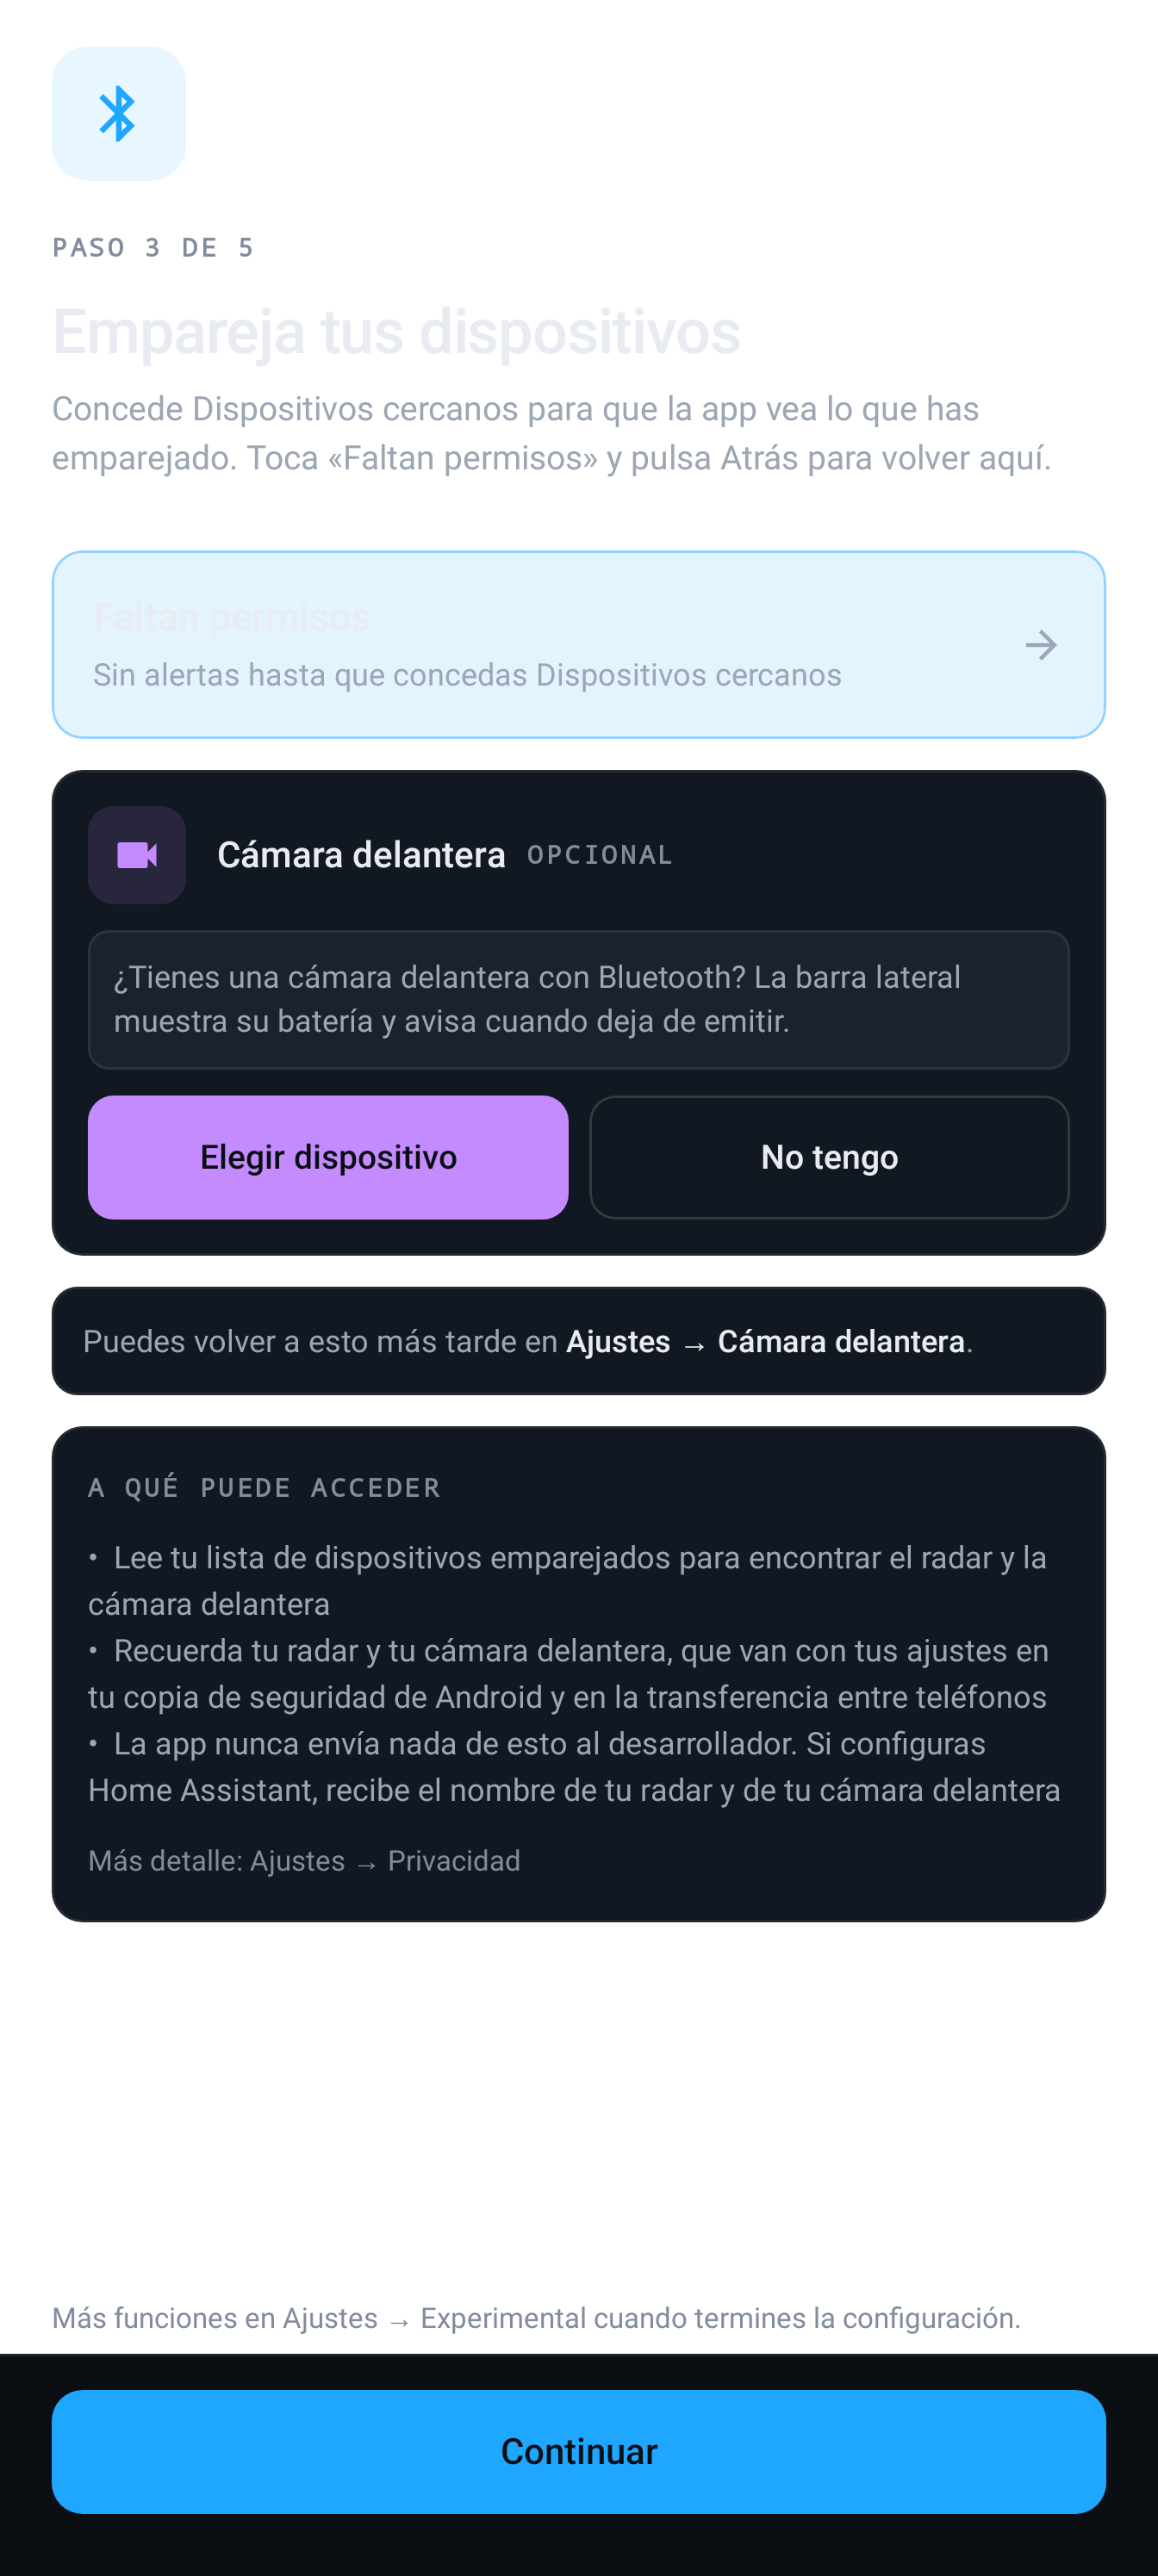 PASO 3 DE 5
Empareja tus dispositivos
Concede Dispositivos cercanos para que la app vea lo que has
emparejado. Toca «Faltan permisos» y pulsa Atrás para volver aquí.
Faltan permisos
Sin alertas hasta que concedas Dispositivos cercanos
Cámara delantera OPCIONAL
¿Tienes una cámara delantera con Bluetooth? La barra lateral
muestra su batería y avisa cuando deja de emitir.
Elegir dispositivo
No tengo
Puedes volver a esto más tarde en Ajustes → Cámara delantera.
A QUÉ PUEDE ACCEDER
• Lee tu lista de dispositivos emparejados para encontrar el radar y la
cámara delantera
• Recuerda tu radar y tu cámara delantera, que van con tus ajustes en
tu copia de seguridad de Android y en la transferencia entre teléfonos
• La app nunca envía nada de esto al desarrollador. Si configuras
Home Assistant, recibe el nombre de tu radar y de tu cámara delantera
Más detalle: Ajustes → Privacidad
Más funciones en Ajustes → Experimental cuando termines la configuración.
Continuar